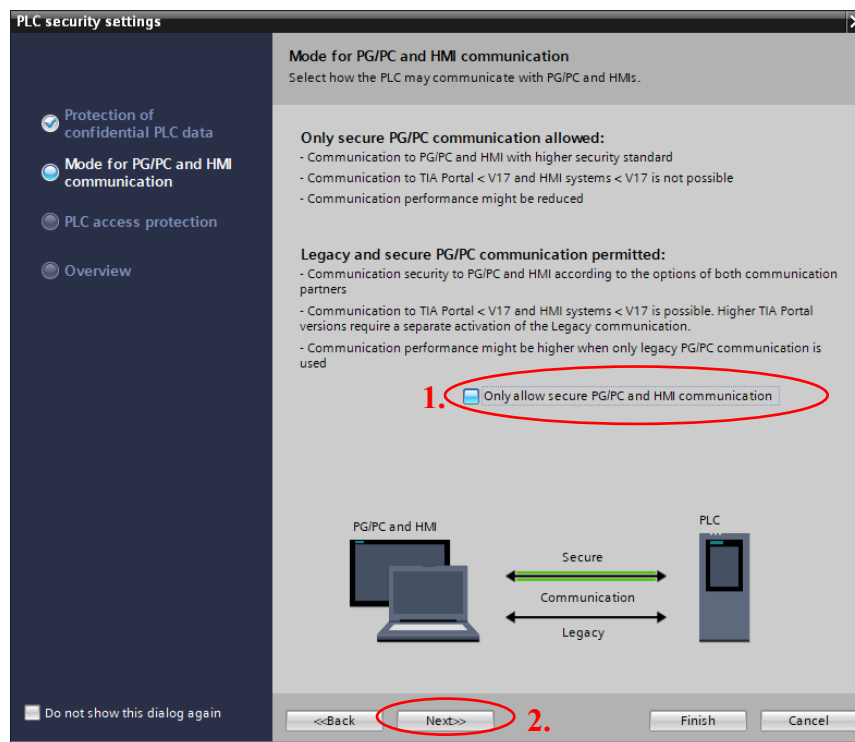 PLC security settings
Mode for PG/PC and HMI communication
Select how the PLC may communicate with PG/PC and HMIs.
Protection of
confidential PLC data
Mode for PG/PC and HMI
communication
PLC access protection
Overview
Only secure PG/PC communication allowed:
- Communication to PG/PC and HMI with higher security standard
- Communication to TIA Portal < V17 and HMI systems < V17 is not possible
- Communication performance might be reduced
Legacy and secure PG/PC communication permitted:
- Communication security to PG/PC and HMI according to the options of both communication
partners
- Communication to TIA Portal < V17 and HMI systems < V17 is possible. Higher TIA Portal
versions require a separate activation of the Legacy communication.
- Communication performance might be higher when only legacy PG/PC communication is
used
1. Only allow secure PG/PC and HMI communication
PG/PC and HMI
PLC
Secure
Communication
Legacy
Do not show this dialog again
<<Back
Next>>
2.
Finish
Cancel